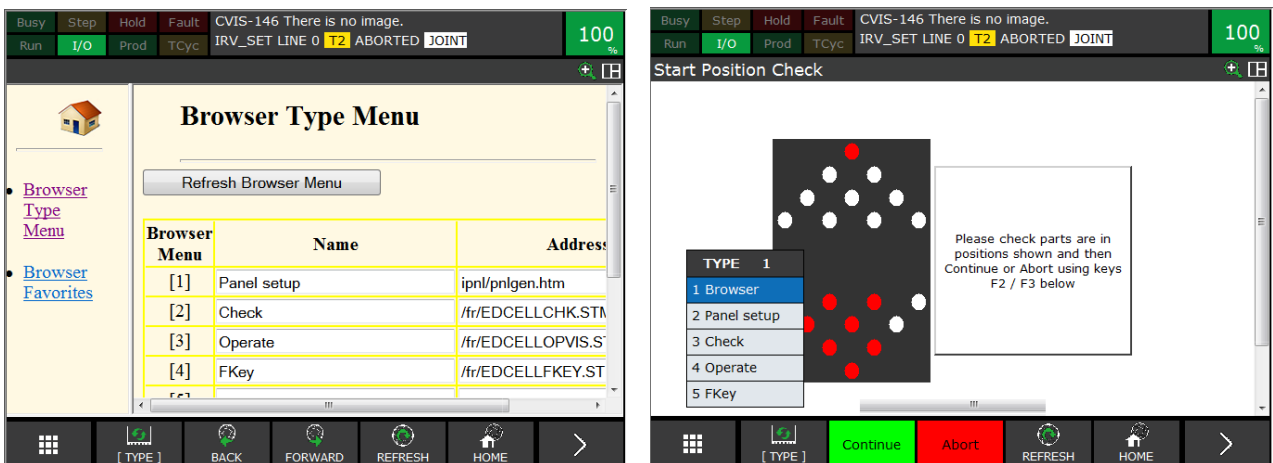 Busy Step Hold Fault CVIS-146 There is no image.
Run I/O Prod TCyc IRV_SET LINE 0 T2 ABORTED JOINT
100
%
Browser Type Menu
Browser Favorites
Browser Type Menu
Refresh Browser Menu
Browser Menu Name Address
[1] Panel setup ipnl/pnlgen.htm
[2] Check /fr/EDCELLCHK.STM
[3] Operate /fr/EDCELLOPVIS.S
[4] FKey /fr/EDCELLFKEY.ST
[ TYPE ] BACK FORWARD REFRESH HOME
Busy Step Hold Fault CVIS-146 There is no image.
Run I/O Prod TCyc IRV_SET LINE 0 T2 ABORTED JOINT
100
%
Start Position Check
Please check parts are in
positions shown and then
Continue or Abort using keys
F2 / F3 below
TYPE 1
1 Browser
2 Panel setup
3 Check
4 Operate
5 FKey
[ TYPE ] Continue Abort REFRESH HOME